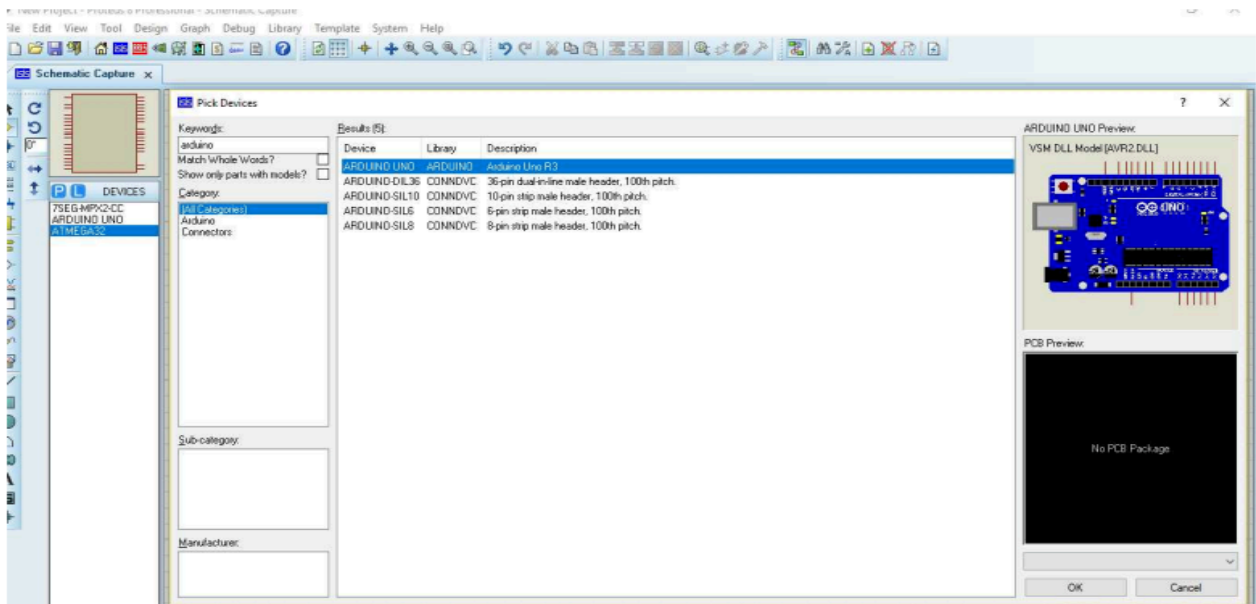 New Project - Proteus 8 Professional - Schematic Capture
File Edit View Tool Design Graph Debug Library Template System Help
Schematic Capture x
Pick Devices ? X
Keywords:
arduino
Match Whole Words?
Show only parts with models?
Category:
(All Categories)
Arduino
Connectors
Sub-category:
Manufacturer:
Results (5):
Device Library Description
ARDUINO UNO ARDUINO Arduino Uno R3
ARDUINO-DIL36 CONNDVC 36-pin dual-in-line male header, 100th pitch.
ARDUINO-SIL10 CONNDVC 10-pin strip male header, 100th pitch.
ARDUINO-SIL6 CONNDVC 6-pin strip male header, 100th pitch.
ARDUINO-SIL8 CONNDVC 8-pin strip male header, 100th pitch.
ARDUINO UNO Preview:
VSM DLL Model [AVR2.DLL]
UNO
PCB Preview:
No PCB Package
OK Cancel
0°
P L DEVICES
7SEG-MPX2-CC
ARDUINO UNO
ATMEGA32